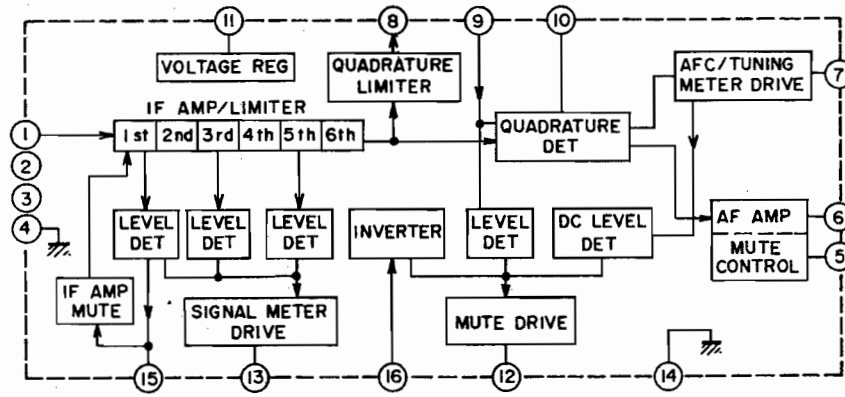 11
8
9
10
VOLTAGE REG
QUADRATURE
LIMITER
AFC/TUNING
METER DRIVE
7
IF AMP/LIMITER
1
1st 2nd 3rd 4th 5th 6th
QUADRATURE
DET
2
3
4
LEVEL
DET
LEVEL
DET
LEVEL
DET
INVERTER
LEVEL
DET
DC LEVEL
DET
AF AMP
6
MUTE
CONTROL
5
IF AMP
MUTE
SIGNAL METER
DRIVE
MUTE DRIVE
15
13
16
12
14